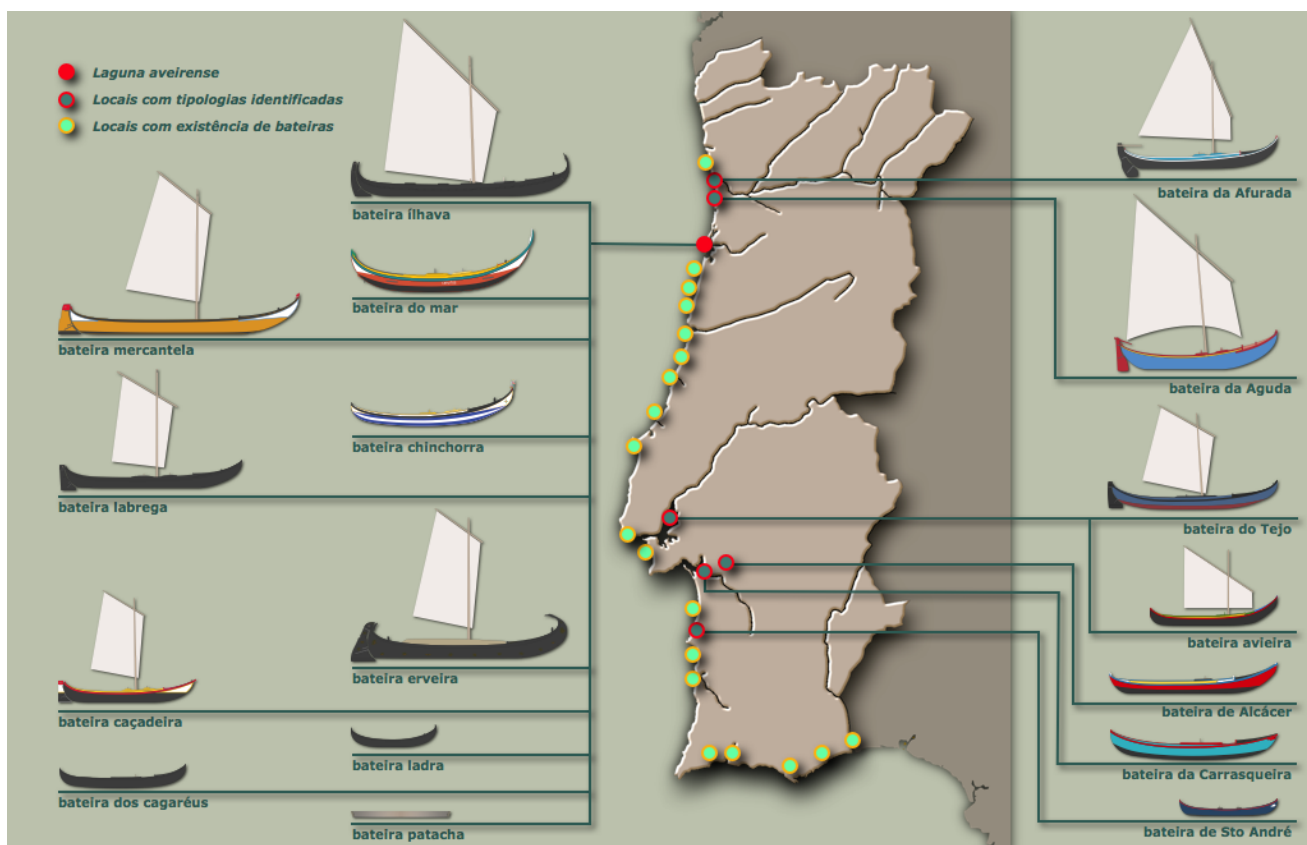 Laguna aveirense
Locais com tipologias identificadas
Locais com existência de bateiras
bateira ílhava
bateira do mar
bateira mercantela
bateira chinchorra
bateira labrega
bateira erveira
bateira caçadeira
bateira ladra
bateira dos cagaréus
bateira patacha
bateira da Afurada
bateira da Aguda
bateira do Tejo
bateira avieira
bateira de Alcácer
bateira da Carrasqueira
bateira de Sto André